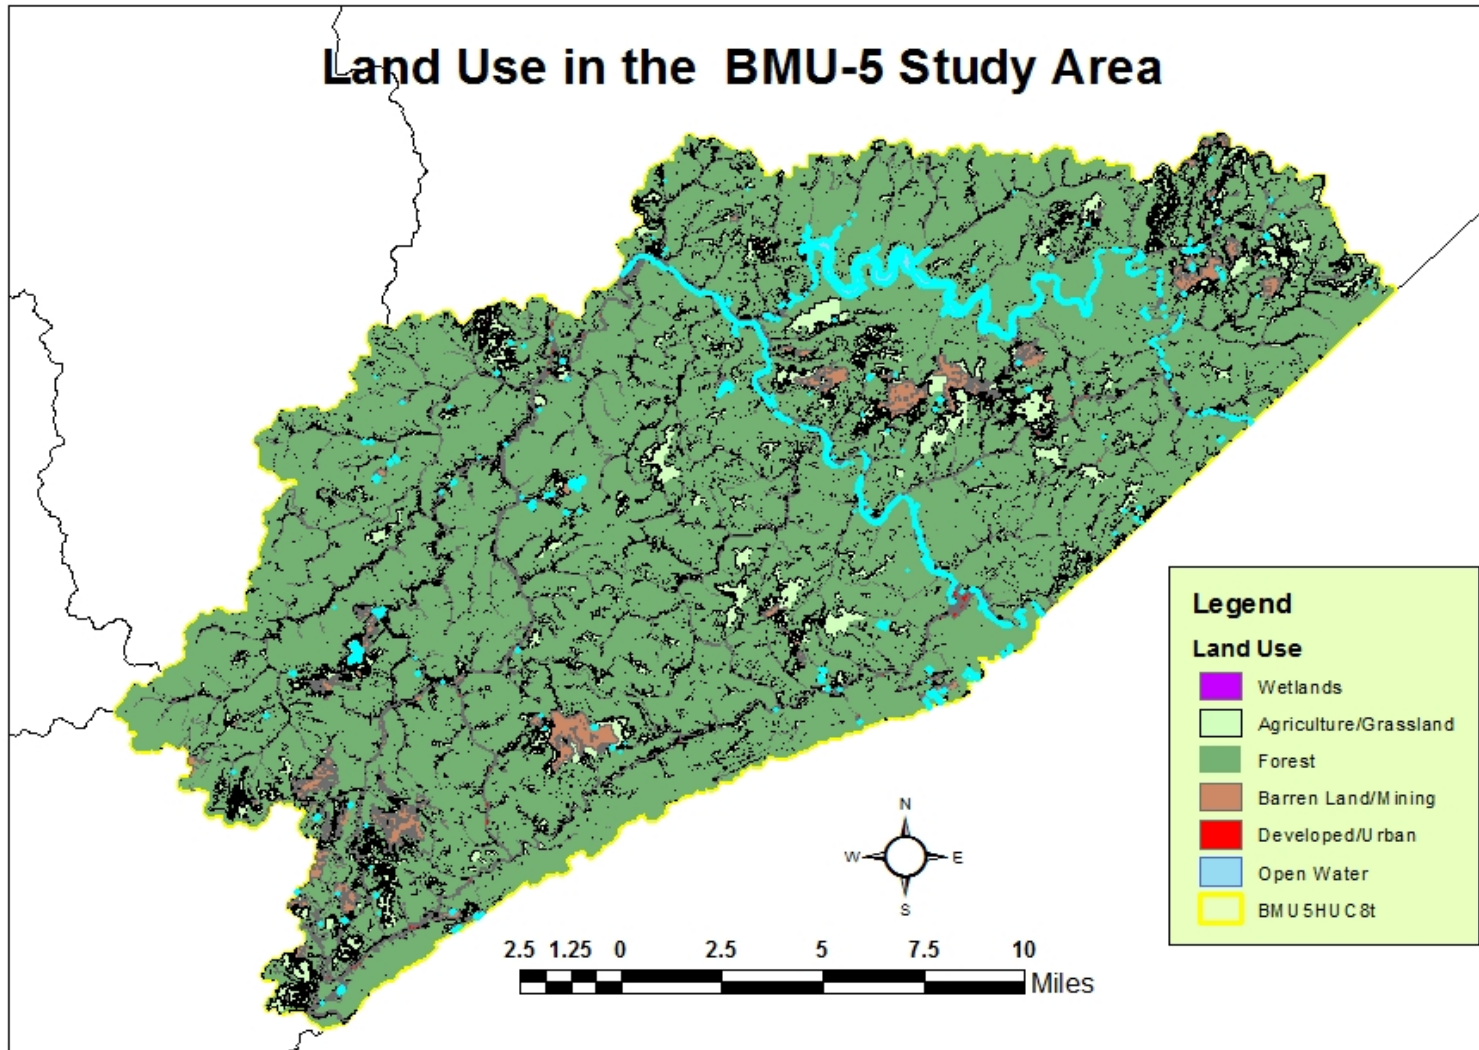 Land Use in the BMU-5 Study Area
Legend
Land Use
Wetlands
Agriculture/Grassland
Forest
Barren Land/Mining
Developed/Urban
Open Water
BMU5HUC8t
N
W E
S
2.5 1.25 0 2.5 5 7.5 10
Miles